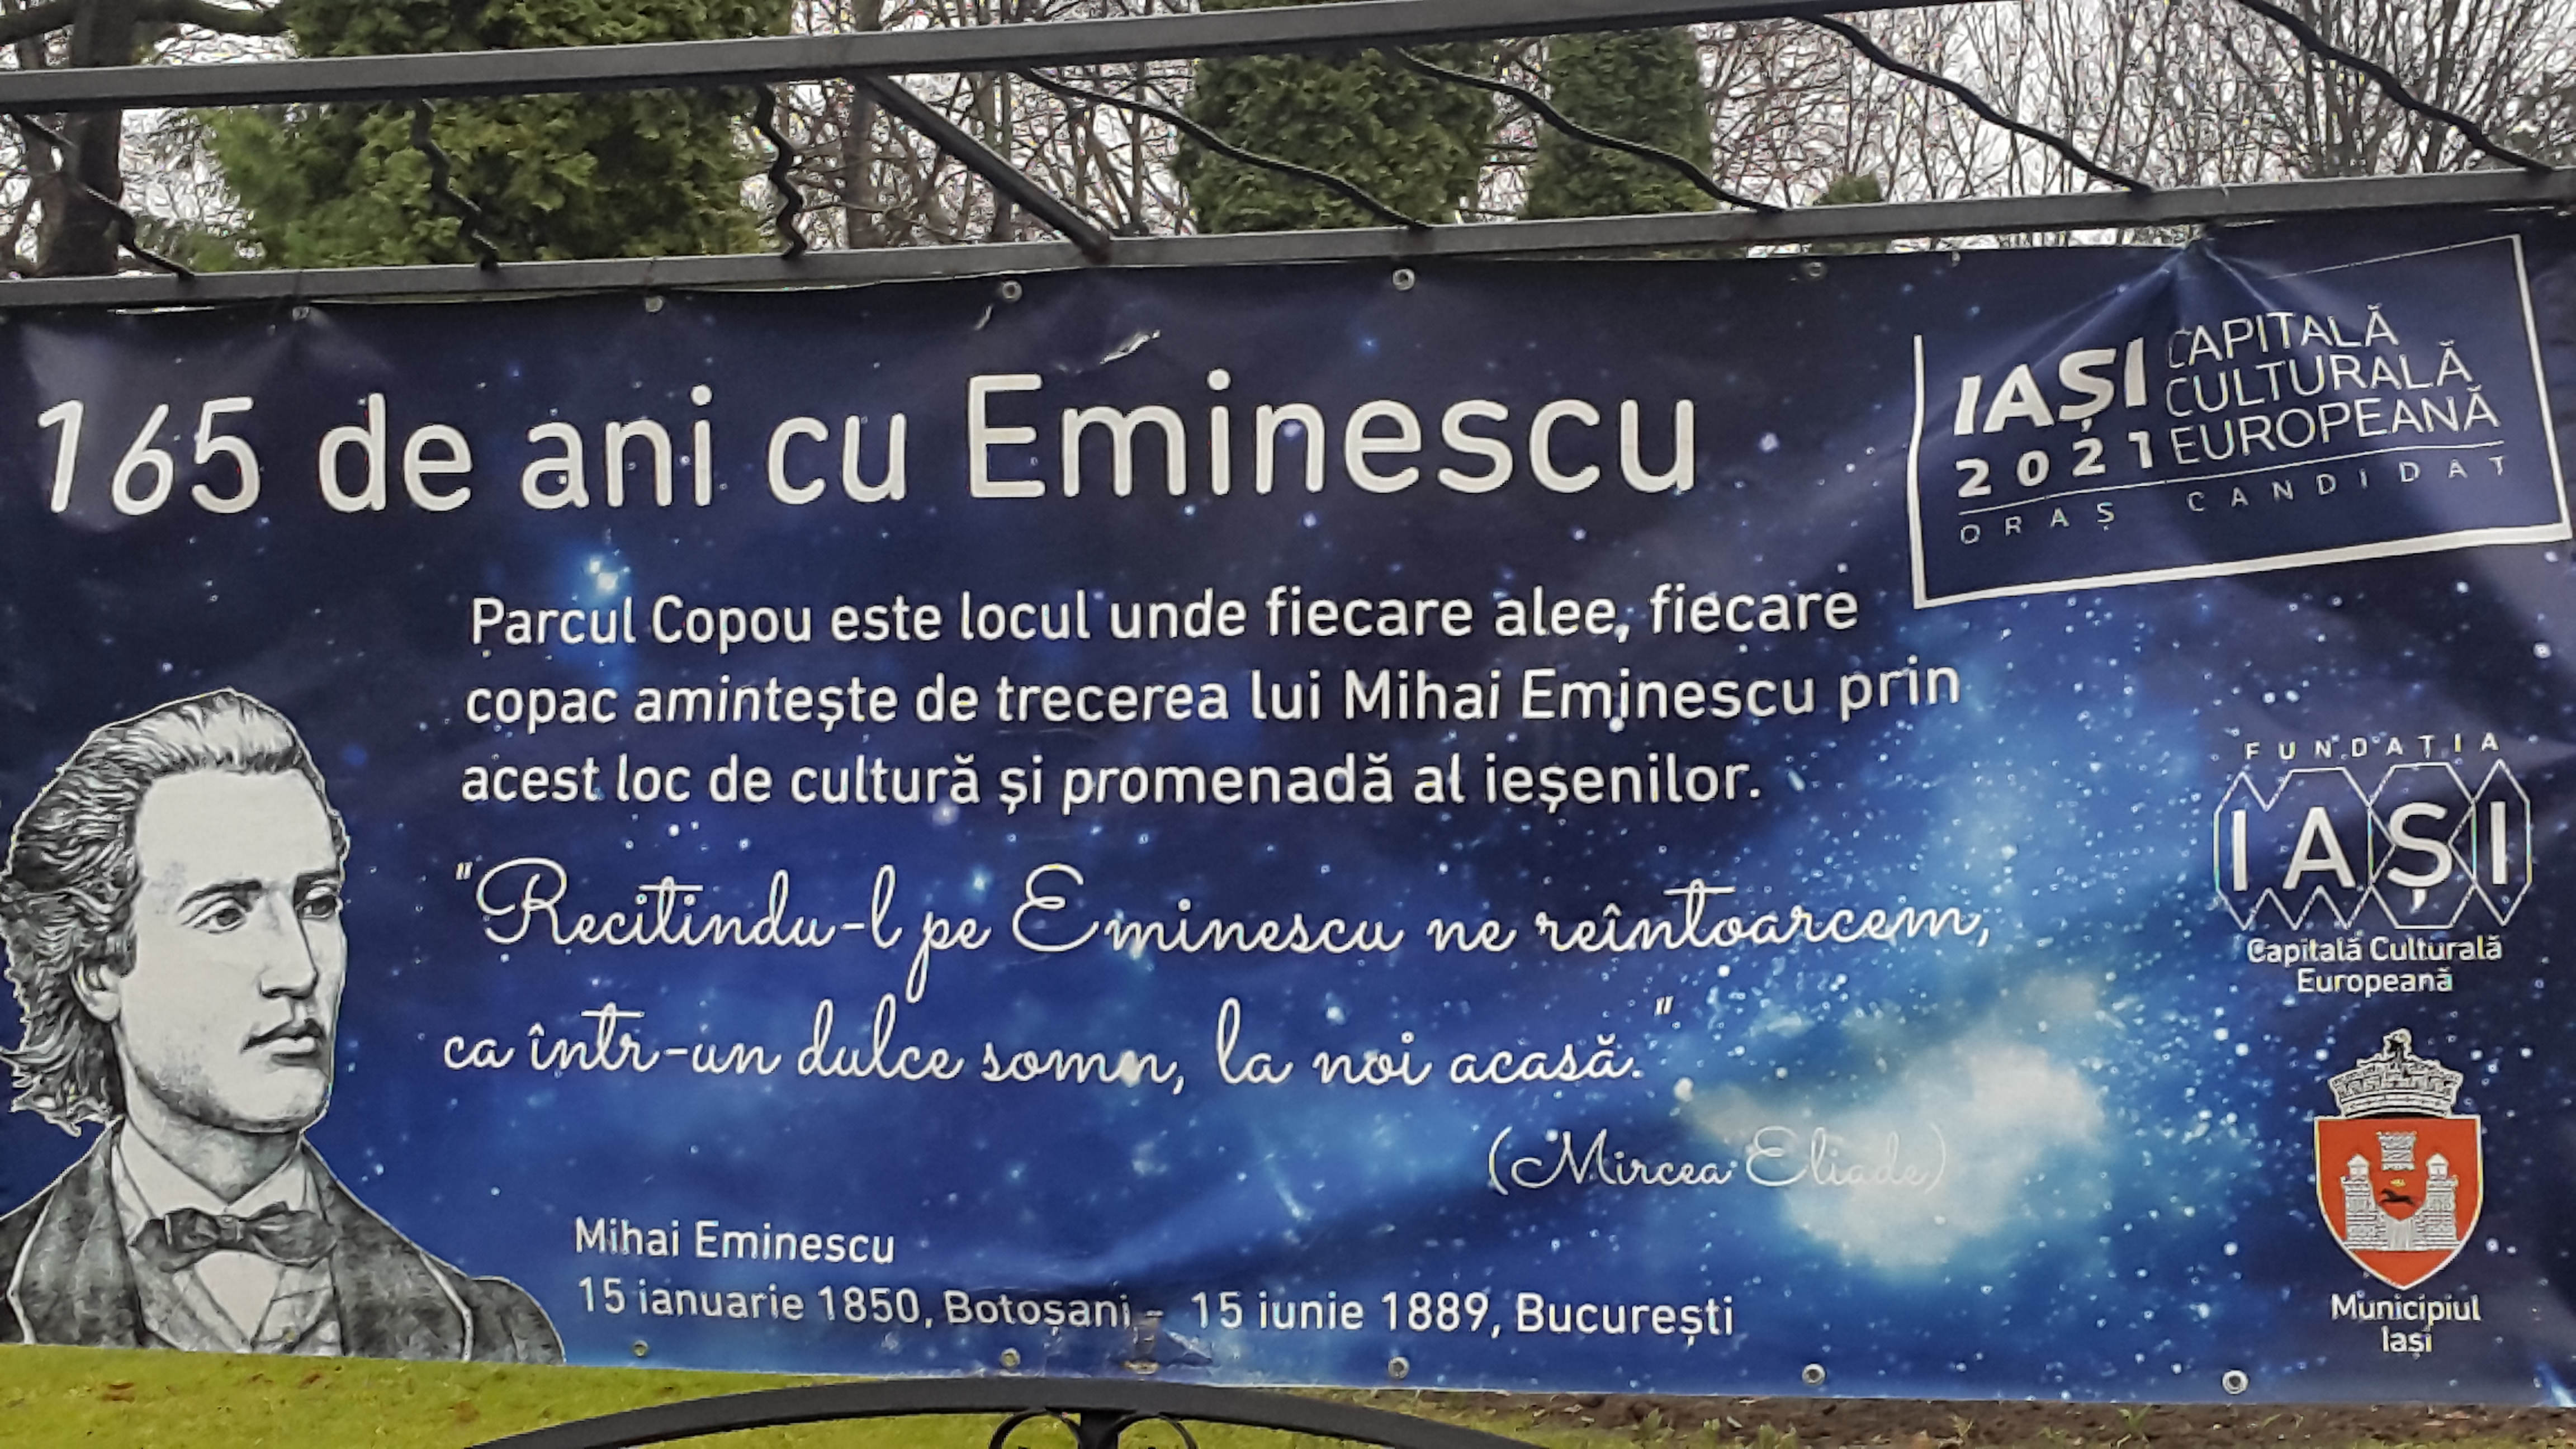 165 de ani cu Eminescu
IAȘI
2021
CAPITALĂ
CULTURALĂ
EUROPEANĂ
ORAȘ CANDIDAT
Parcul Copou este locul unde fiecare alee, fiecare
copac amintește de trecerea lui Mihai Eminescu prin
acest loc de cultură și promenadă al ieșenilor.
"Recitindu-l pe Eminescu ne reîntoarcem,
ca într-un dulce somn, la noi acasă."
(Mircea Eliade)
Mihai Eminescu
15 ianuarie 1850, Botoșani - 15 iunie 1889, București
FUNDAȚIA
IAȘI
Capitală Culturală
Europeană
Municipiul
Iași